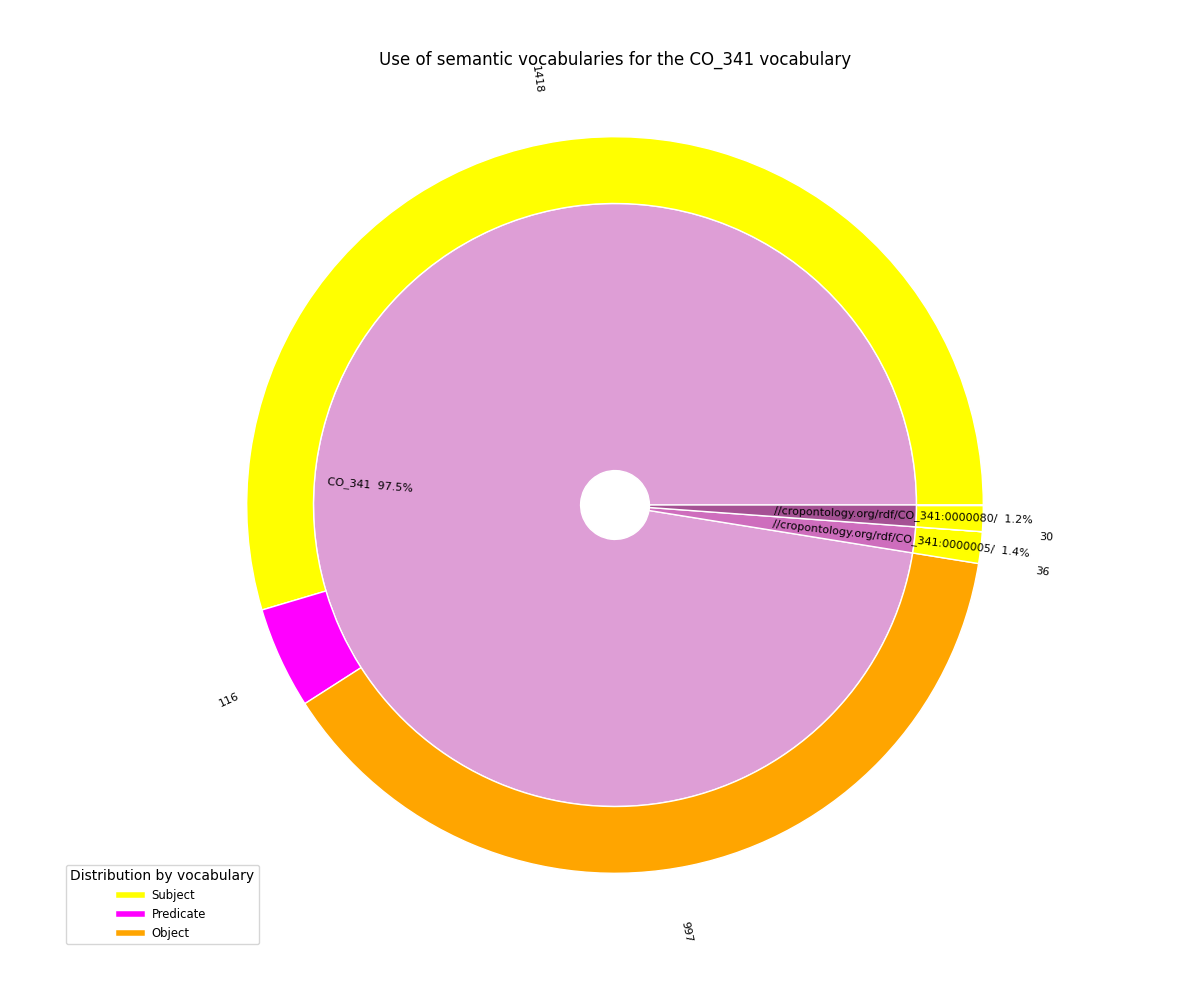 Use of semantic vocabularies for the CO_341 vocabulary
1418
CO_341  97.5%
//cropontology.org/rdf/CO_341:0000080/  1.2%
30
//cropontology.org/rdf/CO_341:0000005/  1.4%
36
116
997
Distribution by vocabulary
Subject
Predicate
Object